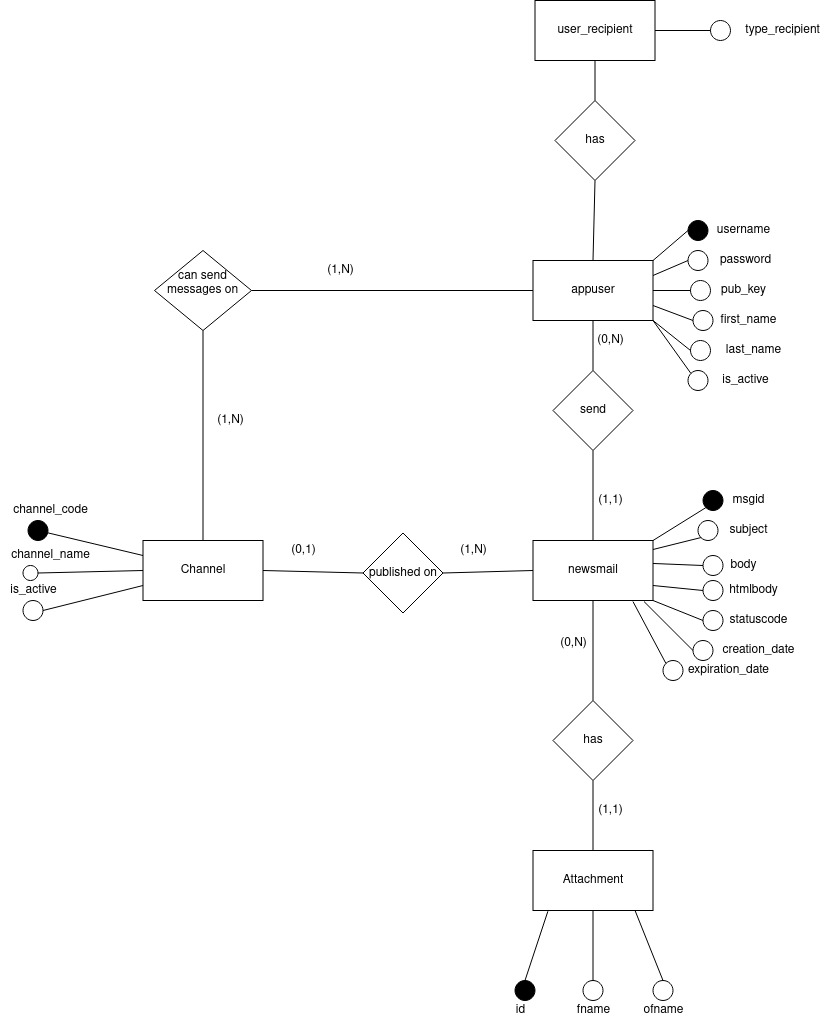 user_recipient
type_recipient
has
username
can send
messages on
(1,N)
appuser
password
pub_key
first_name
last_name
is_active
(0,N)
send
(1,N)
(1,1)
channel_code
channel_name
is_active
Channel
(0,1)
published on
(1,N)
newsmail
msgid
subject
body
htmlbody
statuscode
creation_date
expiration_date
(0,N)
has
(1,1)
Attachment
id
fname
ofname